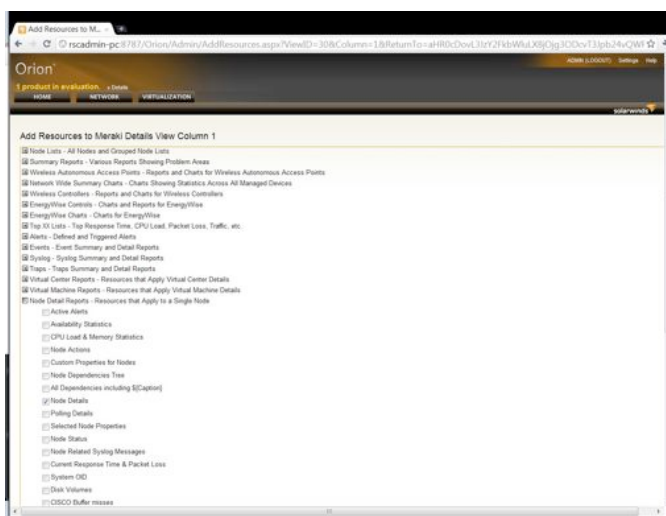 Add Resources to M...
rscadmin-pc:8787/Orion/Admin/AddResources.aspx?ViewID=30&Column=1&ReturnTo=
Orion
ADMIN (LOGOUT) Settings Help
1 product in evaluation. » Details
HOME NETWORK VIRTUALIZATION
solarwinds
Add Resources to Meraki Details View Column 1
Node Lists - All Nodes and Grouped Node Lists
Summary Reports - Various Reports Showing Problem Areas
Wireless Autonomous Access Points - Reports and Charts for Wireless Autonomous Access Points
Network Wide Summary Charts - Charts Showing Statistics Across All Managed Devices
Wireless Controllers - Reports and Charts for Wireless Controllers
EnergyWise Controls - Charts and Reports for EnergyWise
EnergyWise Charts - Charts for EnergyWise
Top XX Lists - Top Response Time, CPU Load, Packet Loss, Traffic, etc.
Alerts - Defined and Triggered Alerts
Events - Event Summary and Detail Reports
Syslog - Syslog Summary and Detail Reports
Traps - Traps Summary and Detail Reports
Virtual Center Reports - Resources that Apply Virtual Center Details
Virtual Machine Reports - Resources that Apply Virtual Machine Details
Node Detail Reports - Resources that Apply to a Single Node
Active Alerts
Availability Statistics
CPU Load & Memory Statistics
Node Actions
Custom Properties for Nodes
Node Dependencies Tree
All Dependencies including ${Caption}
Node Details
Polling Details
Selected Node Properties
Node Status
Node Related Syslog Messages
Current Response Time & Packet Loss
System OID
Disk Volumes
CISCO Buffer misses